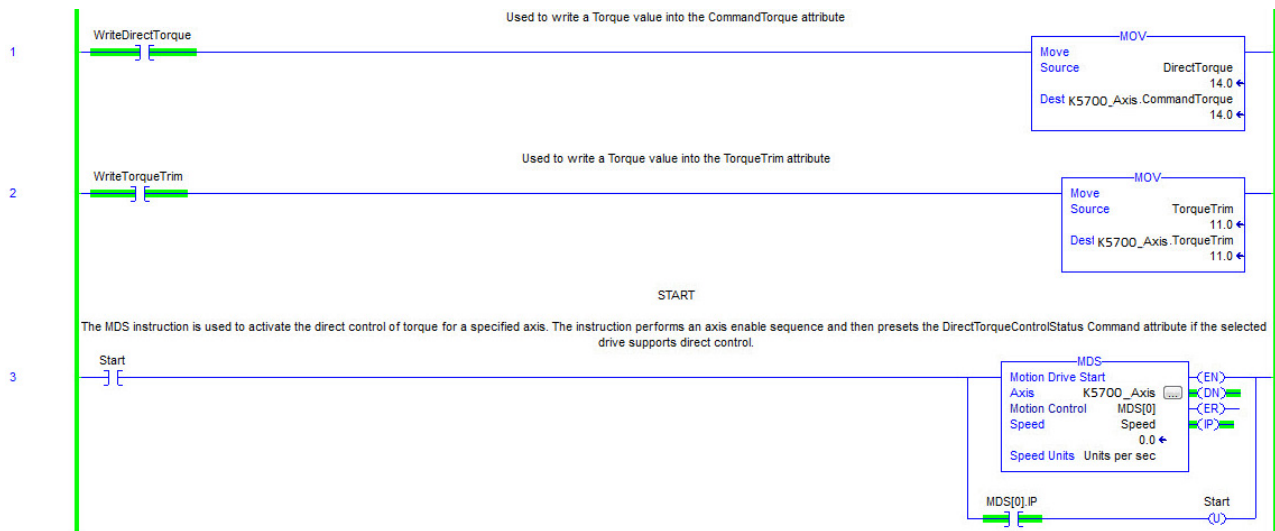 Used to write a Torque value into the CommandTorque attribute
WriteDirectTorque
1
MOV
Move
Source DirectTorque
14.0
Dest K5700_Axis.CommandTorque
14.0
Used to write a Torque value into the TorqueTrim attribute
WriteTorqueTrim
2
MOV
Move
Source TorqueTrim
11.0
Dest K5700_Axis.TorqueTrim
11.0
START
The MDS instruction is used to activate the direct control of torque for a specified axis. The instruction performs an axis enable sequence and then presets the DirectTorqueControlStatus Command attribute if the selected
drive supports direct control.
Start
3
MDS
Motion Drive Start
EN
Axis K5700_Axis ...
DN
Motion Control MDS[0]
ER
Speed Speed
IP
0.0
Speed Units Units per sec
MDS[0].IP
Start
U